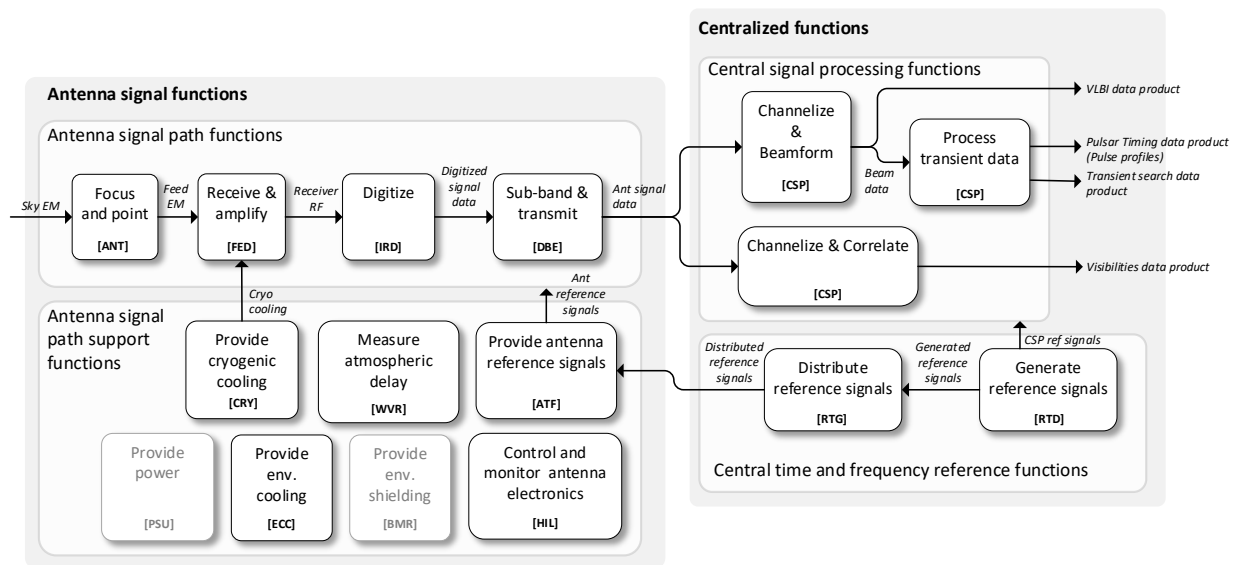 Centralized functions
Central signal processing functions
Antenna signal functions
Antenna signal path functions
Sky EM
Focus
and point
[ANT]
Feed
EM
Receive &
amplify
[FED]
Receiver
RF
Digitize
[IRD]
Digitized
signal
data
Sub-band &
transmit
[DBE]
Ant signal
data
Channelize
&
Beamform
[CSP]
Beam
data
Process
transient data
[CSP]
VLBI data product
Pulsar Timing data product
(Pulse profiles)
Transient search data
product
Channelize & Correlate
[CSP]
Visibilities data product
Cryo
cooling
Ant
reference
signals
Antenna signal
path support
functions
Provide
cryogenic
cooling
[CRY]
Measure
atmospheric
delay
[WVR]
Provide antenna
reference signals
[ATF]
Distributed
reference
signals
Distribute
reference signals
[RTG]
Generated
reference
signals
CSP ref signals
Generate
reference signals
[RTD]
Central time and frequency reference functions
Provide
power
[PSU]
Provide
env.
cooling
[ECC]
Provide
env.
shielding
[BMR]
Control and
monitor antenna
electronics
[HIL]